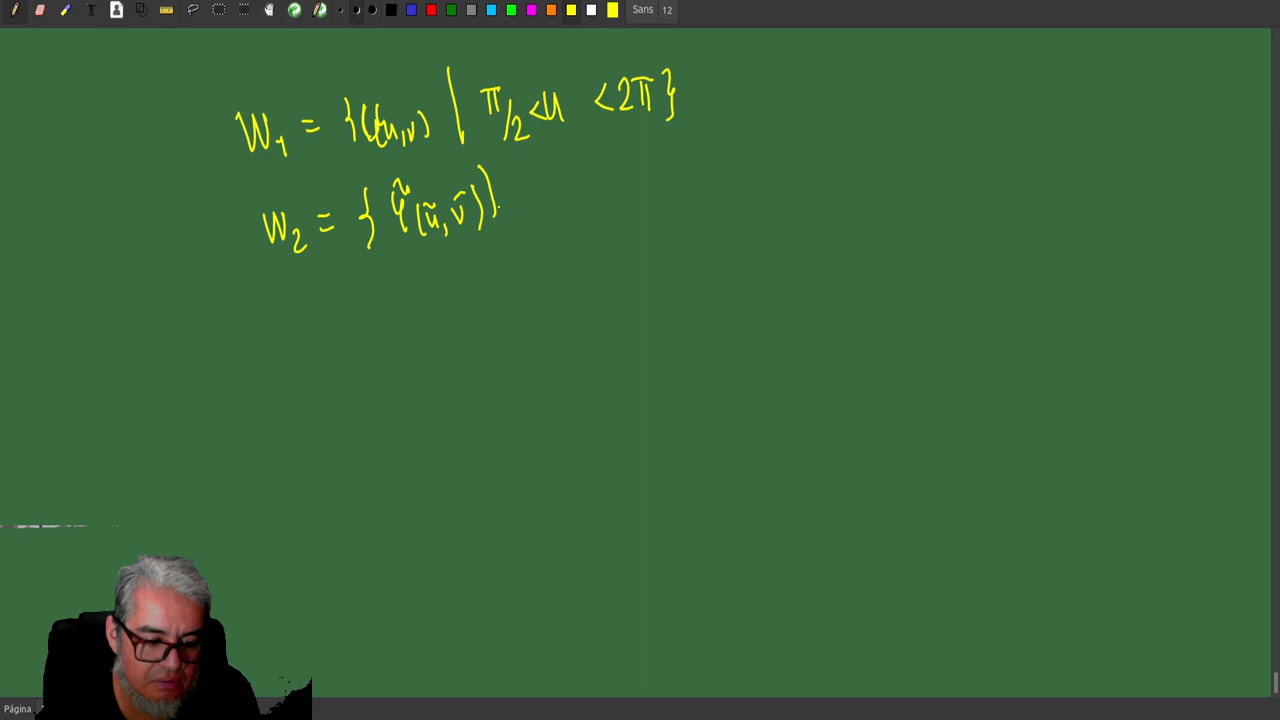 Sans 12
W₁ = {φ(u,v) | π/2 < u < 2π}
W₂ = { φ̃(ũ, ṽ) |
Página